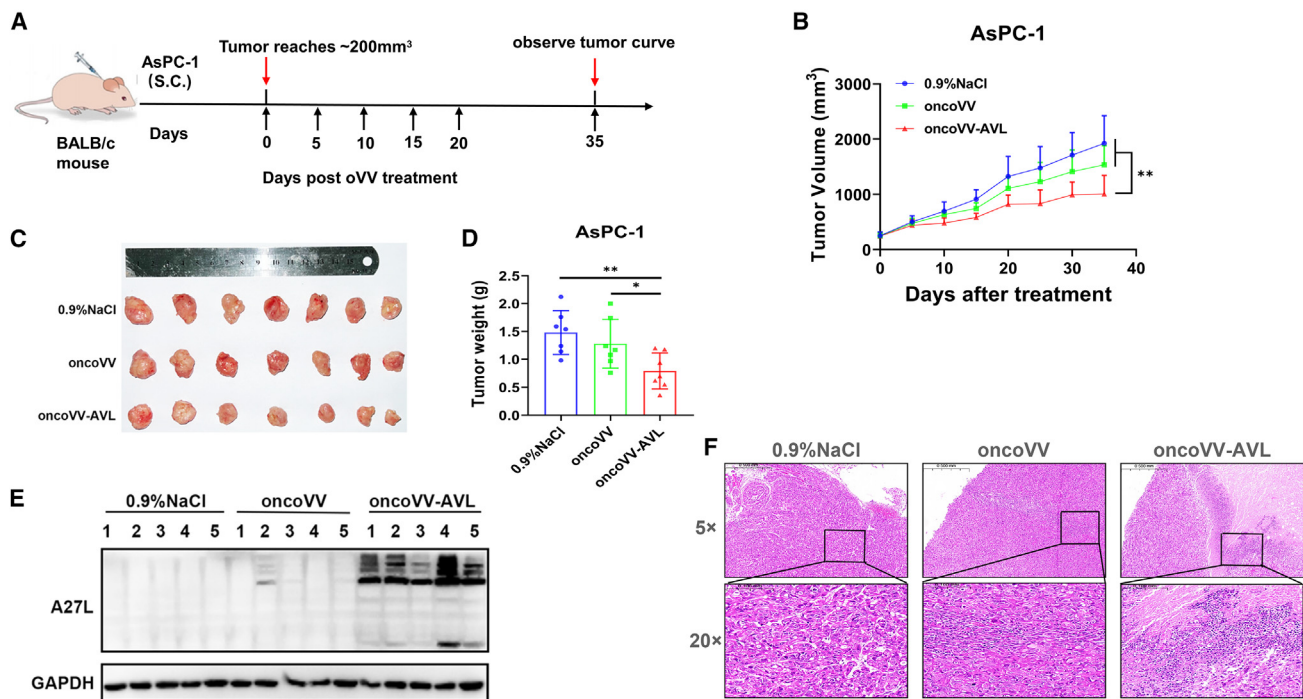 A
AsPC-1
(S.C.)
Tumor reaches ~200mm³
observe tumor curve
BALB/c
mouse
Days
0 5 10 15 20 35
Days post oVV treatment
B
AsPC-1
Tumor Volume (mm³)
3000
2000
1000
0
0.9%NaCl
oncoVV
oncoVV-AVL
**
0 10 20 30 40
Days after treatment
C
0.9%NaCl
oncoVV
oncoVV-AVL
D
AsPC-1
Tumor weight (g)
2.5
2.0
1.5
1.0
0.5
0.0
**
*
0.9%NaCl
oncoVV
oncoVV-AVL
E
0.9%NaCl oncoVV oncoVV-AVL
1 2 3 4 5 1 2 3 4 5 1 2 3 4 5
A27L
GAPDH
F
0.9%NaCl oncoVV oncoVV-AVL
5×
20×